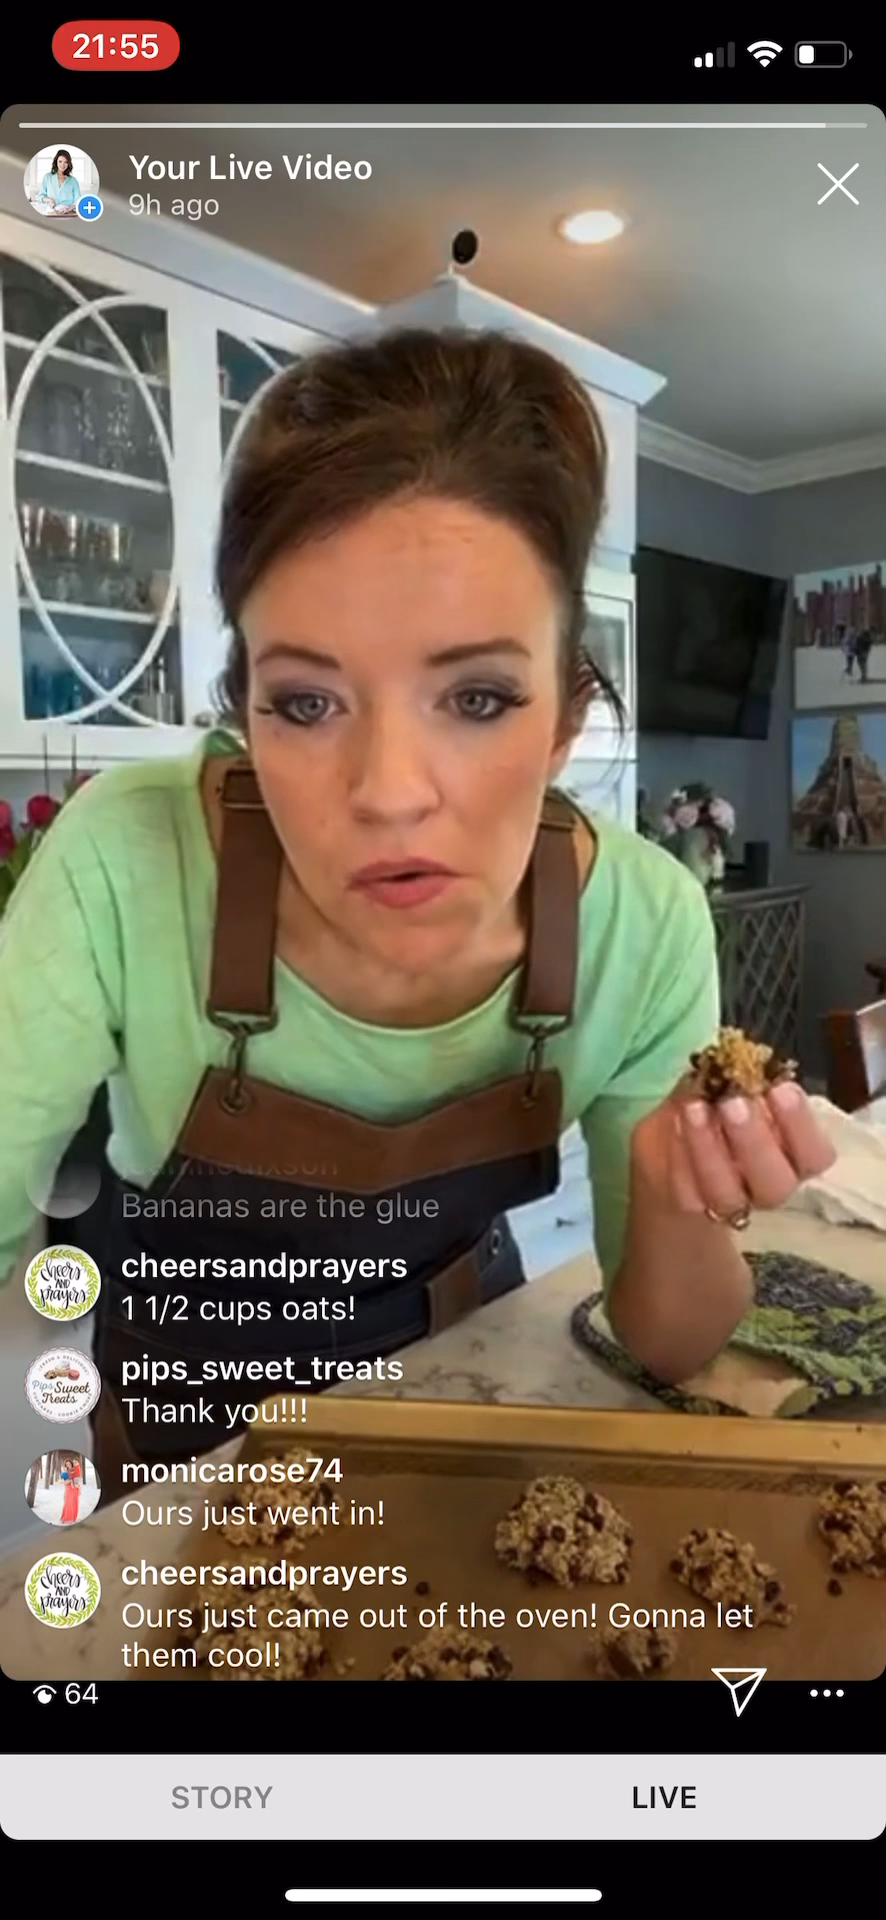 21:55
Your Live Video
9h ago
Bananas are the glue
cheersandprayers
1 1/2 cups oats!
pips_sweet_treats
Thank you!!!
monicarose74
Ours just went in!
cheersandprayers
Ours just came out of the oven! Gonna let
them cool!
64
STORY
LIVE